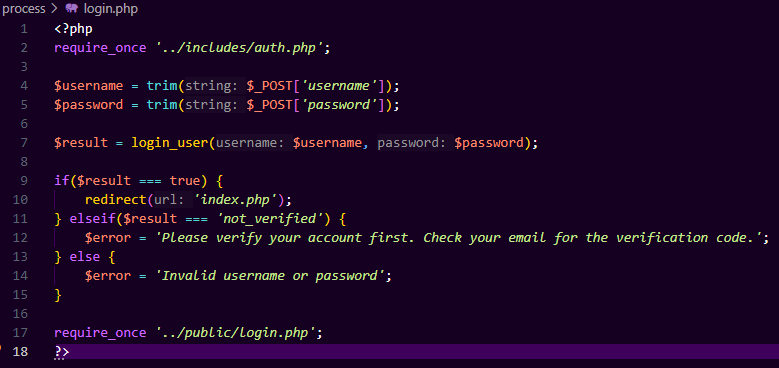 process > login.php
1 <?php
2 require_once '../includes/auth.php';
3
4 $username = trim(string: $_POST['username']);
5 $password = trim(string: $_POST['password']);
6
7 $result = login_user(username: $username, password: $password);
8
9 if($result === true) {
10 redirect(url: 'index.php');
11 } elseif($result === 'not_verified') {
12 $error = 'Please verify your account first. Check your email for the verification code.';
13 } else {
14 $error = 'Invalid username or password';
15 }
16
17 require_once '../public/login.php';
18 ?>